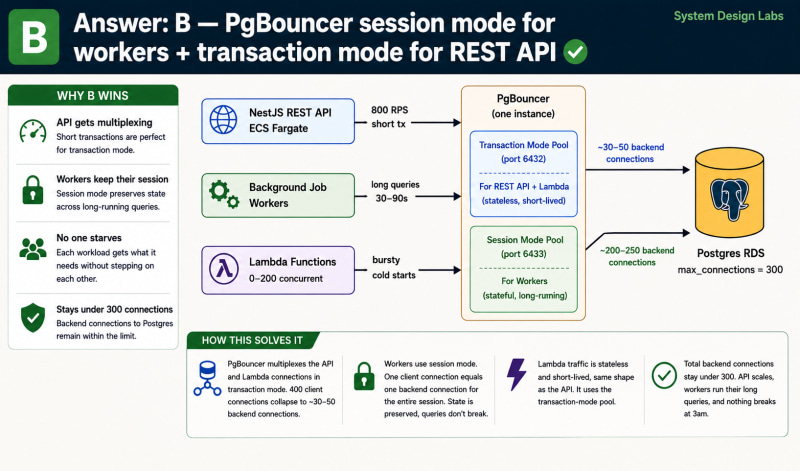 B
Answer: B — PgBouncer session mode for
workers + transaction mode for REST API
System Design Labs
WHY B WINS
API gets multiplexing
Short transactions are perfect
for transaction mode.
Workers keep their session
Session mode preserves state
across long-running queries.
No one starves
Each workload gets what it
needs without stepping on
each other.
Stays under 300 connections
Backend connections to Postgres
remain within the limit.
NestJS REST API
ECS Fargate
800 RPS
short tx
Background Job
Workers
long queries
30–90s
λ
Lambda Functions
0–200 concurrent
bursty
cold starts
PgBouncer
(one instance)
Transaction Mode Pool
(port 6432)
For REST API + Lambda
(stateless, short-lived)
Session Mode Pool
(port 6433)
For Workers
(stateful, long-ruming)
~30–50 backend
connections
~200–250 backend
connections
Postgres RDS
max_connections = 300
HOW THIS SOLVES IT
PgBouncer multiplexes the API
and Lambda connections in
transaction mode. 400 client
connections collapse to ~30–50
backend connections.
Workers use session mode.
One client connection equals
one backend connection for
the entire session. State is
preserved, queries don't break.
Lambda traffic is stateless
and short-lived, same shape
as the API. It uses the
transaction-mode pool.
Total backend connections
stay under 300. API scales,
workers run their long
queries, and nothing breaks
at 3am.